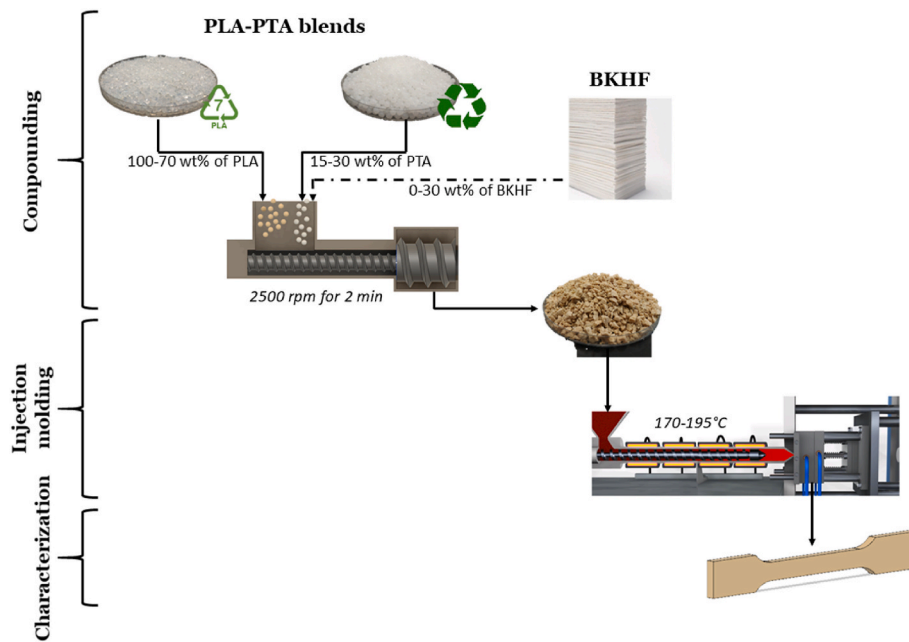 PLA-PTA blends
BKHF
7
PLA
100-70 wt% of PLA
15-30 wt% of PTA
0-30 wt% of BKHF
Compounding
2500 rpm for 2 min
Injection
molding
170-195°C
Characterization